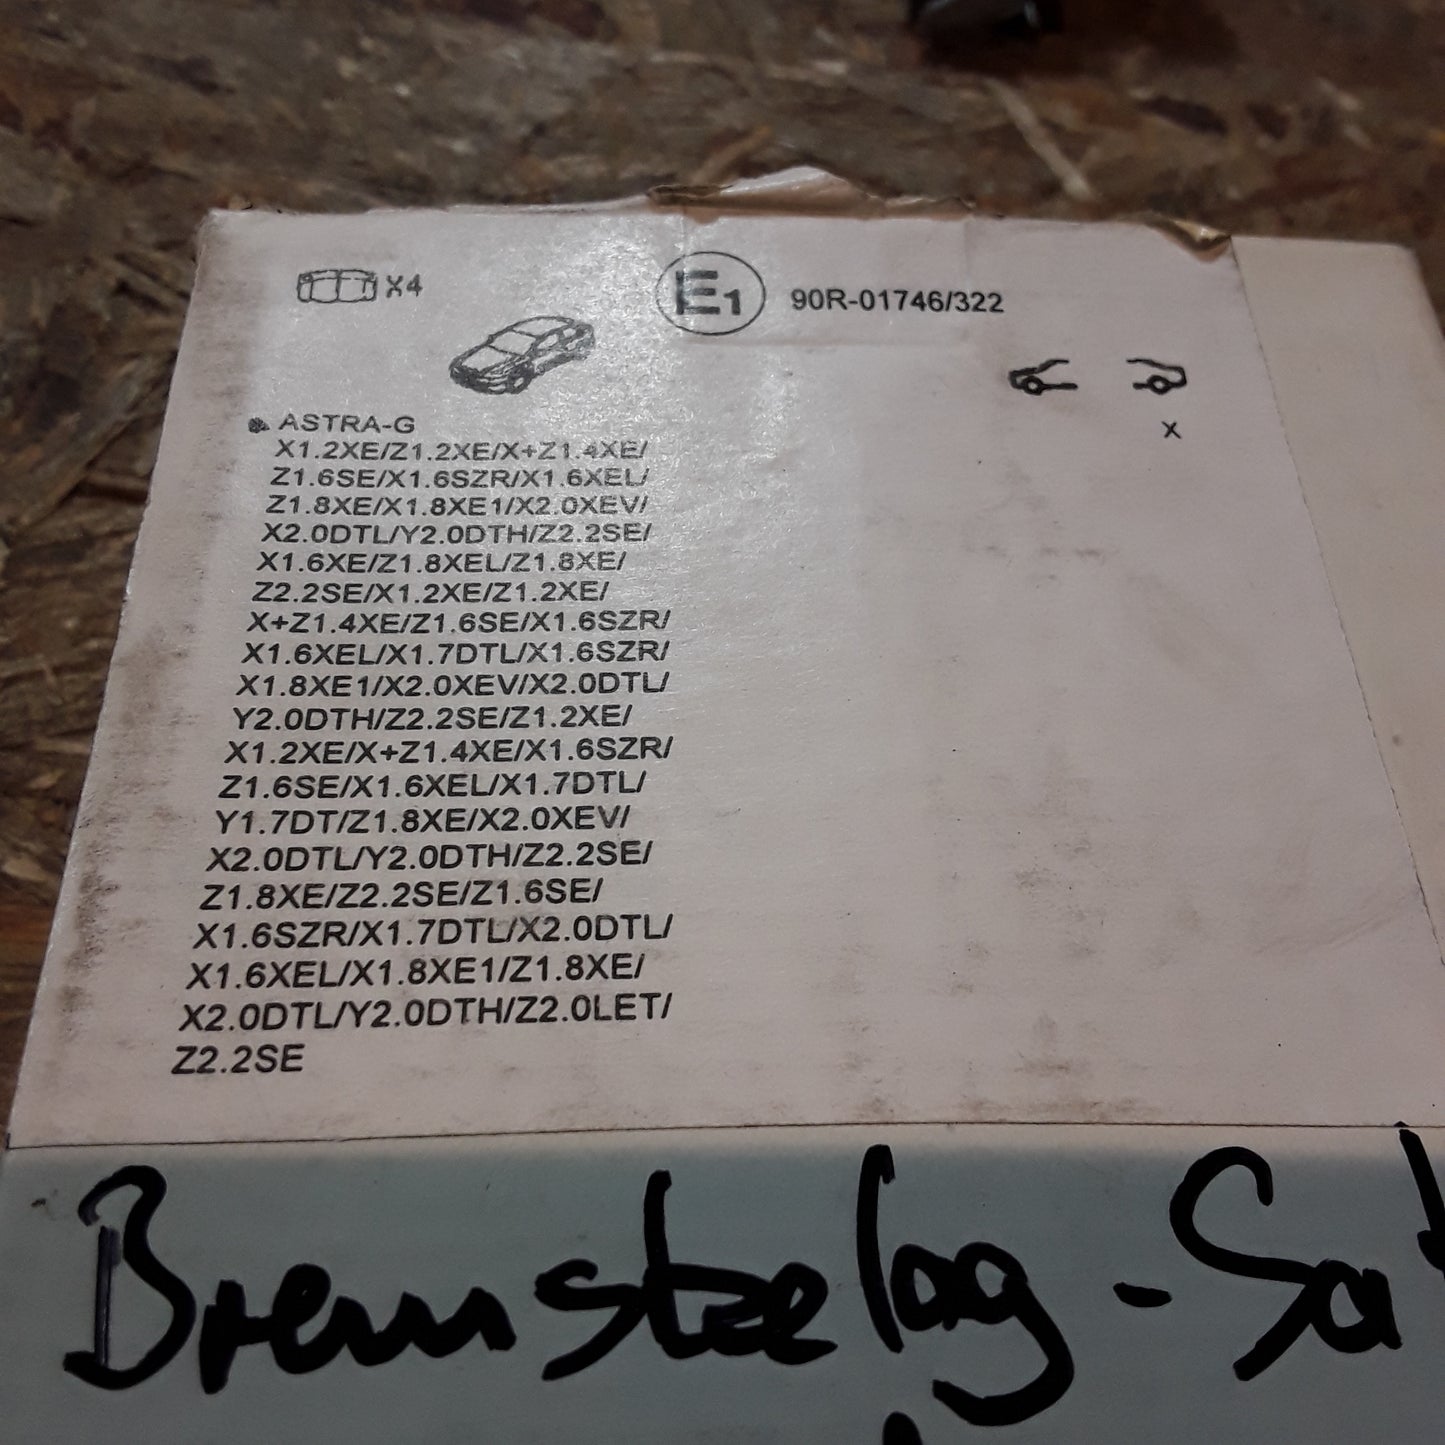 X4
E1 90R-01746/322
ASTRA-G
X
X1.2XE/Z1.2XE/X+Z1.4XE/
Z1.6SE/X1.6SZR/X1.6XEL/
Z1.8XE/X1.8XE1/X2.0XEV/
X2.0DTL/Y2.0DTH/Z2.2SE/
X1.6XE/Z1.8XEL/Z1.8XE/
Z2.2SE/X1.2XE/Z1.2XE/
X+Z1.4XE/Z1.6SE/X1.6SZR/
X1.6XEL/X1.7DTL/X1.6SZR/
X1.8XE1/X2.0XEV/X2.0DTL/
Y2.0DTH/Z2.2SE/Z1.2XE/
X1.2XE/X+Z1.4XE/X1.6SZR/
Z1.6SE/X1.6XEL/X1.7DTL/
Y1.7DT/Z1.8XE/X2.0XEV/
X2.0DTL/Y2.0DTH/Z2.2SE/
Z1.8XE/Z2.2SE/Z1.6SE/
X1.6SZR/X1.7DTL/X2.0DTL/
X1.6XEL/X1.8XE1/Z1.8XE/
X2.0DTL/Y2.0DTH/Z2.0LET/
Z2.2SE
Bremsbelag-Sat